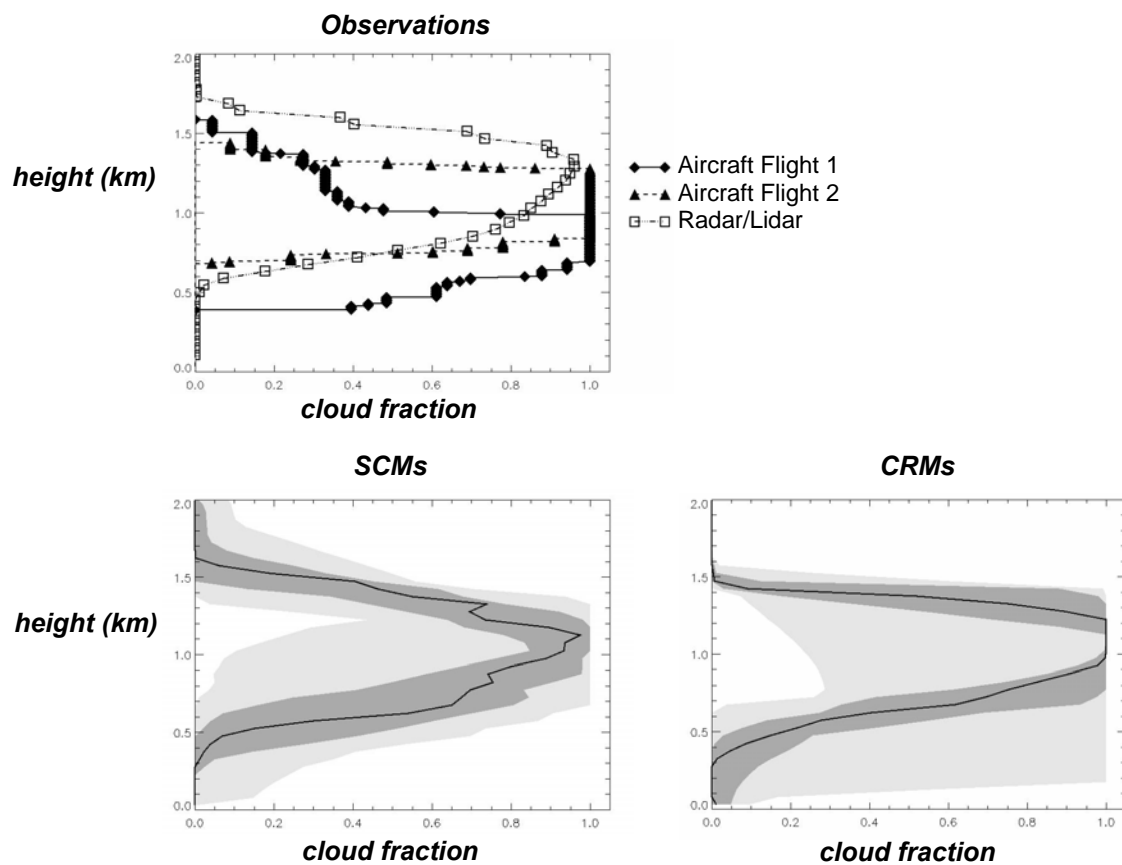 Observations
2.0
1.5
height (km)
1.0
0.5
0.0
0.0 0.2 0.4 0.6 0.8 1.0
cloud fraction
Aircraft Flight 1
Aircraft Flight 2
Radar/Lidar
SCMs
2.0
1.5
height (km)
1.0
0.5
0.0
0.0 0.2 0.4 0.6 0.8 1.0
cloud fraction
CRMs
2.0
1.5
1.0
0.5
0.0
0.0 0.2 0.4 0.6 0.8 1.0
cloud fraction